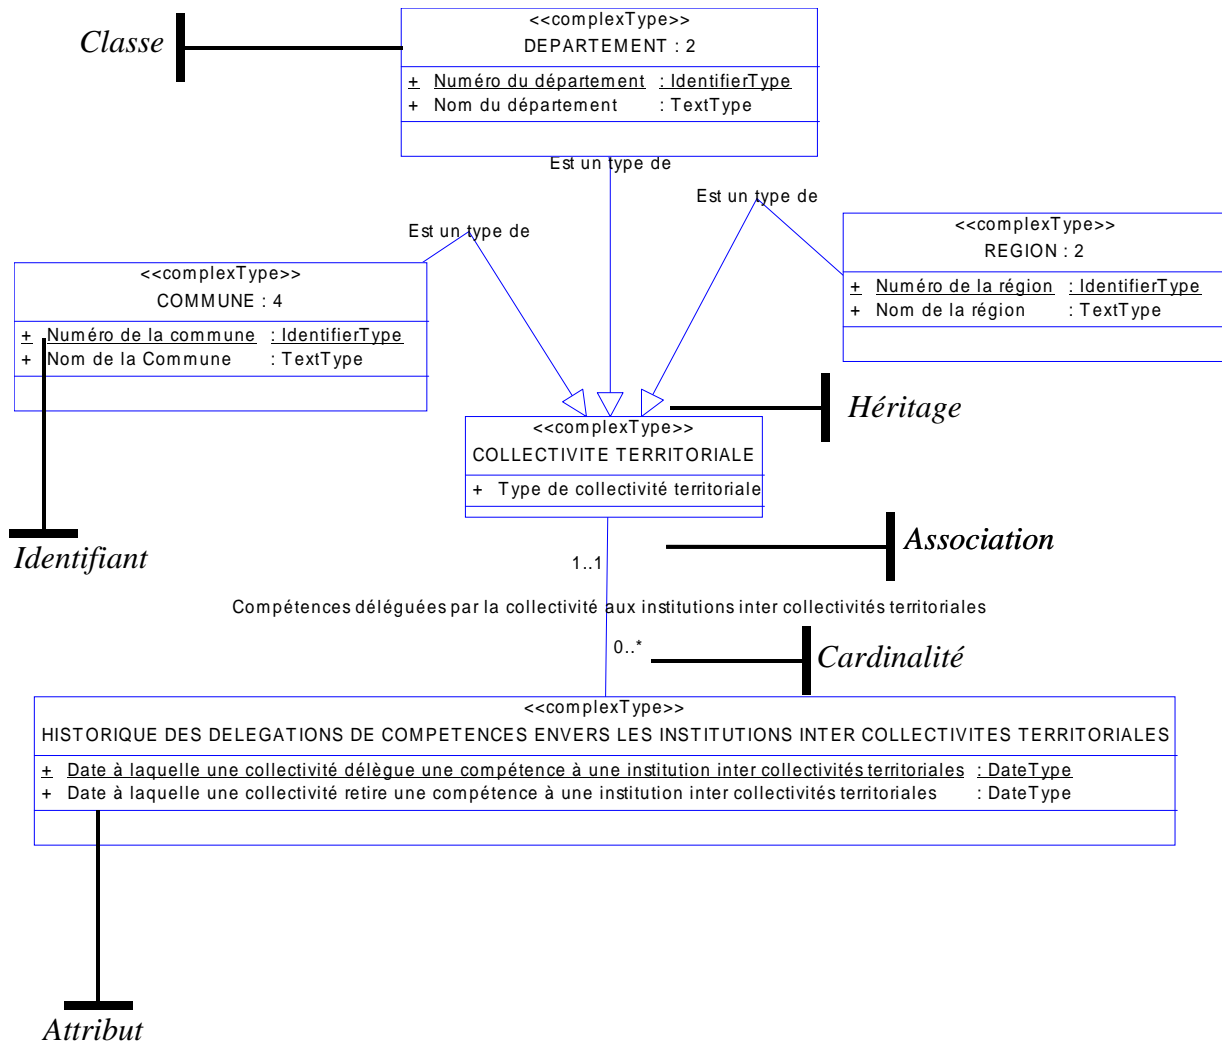 <<complexType>>
Classe
DEPARTEMENT : 2
+ Numéro du département : IdentifierType
+ Nom du département : TextType
Est un type de
Est un type de
Est un type de
<<complexType>>
REGION : 2
+ Numéro de la région : IdentifierType
+ Nom de la région : TextType
<<complexType>>
COMMUNE : 4
+ Numéro de la commune : IdentifierType
+ Nom de la Commune : TextType
Héritage
<<complexType>>
COLLECTIVITE TERRITORIALE
+ Type de collectivité territoriale
Identifiant
Association
1..1
Compétences déléguées par la collectivité aux institutions inter collectivités territoriales
0..*
Cardinalité
<<complexType>>
HISTORIQUE DES DELEGATIONS DE COMPETENCES ENVERS LES INSTITUTIONS INTER COLLECTIVITES TERRITORIALES
+ Date à laquelle une collectivité délègue une compétence à une institution inter collectivités territoriales : DateType
+ Date à laquelle une collectivité retire une compétence à une institution inter collectivités territoriales : DateType
Attribut